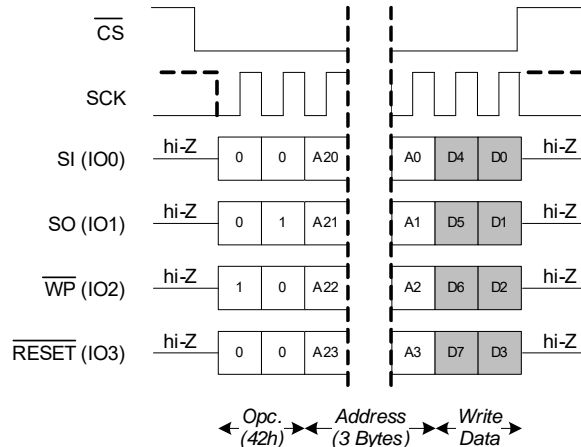 CS
SCK
hi-Z 0 0 A20 A0 D4 D0 hi-Z
SI (IO0)
hi-Z 0 1 A21 A1 D5 D1 hi-Z
SO (IO1)
hi-Z 1 0 A22 A2 D6 D2 hi-Z
WP (IO2)
hi-Z 0 0 A23 A3 D7 D3 hi-Z
RESET (IO3)
Opc. Address Write
(42h) (3 Bytes) Data